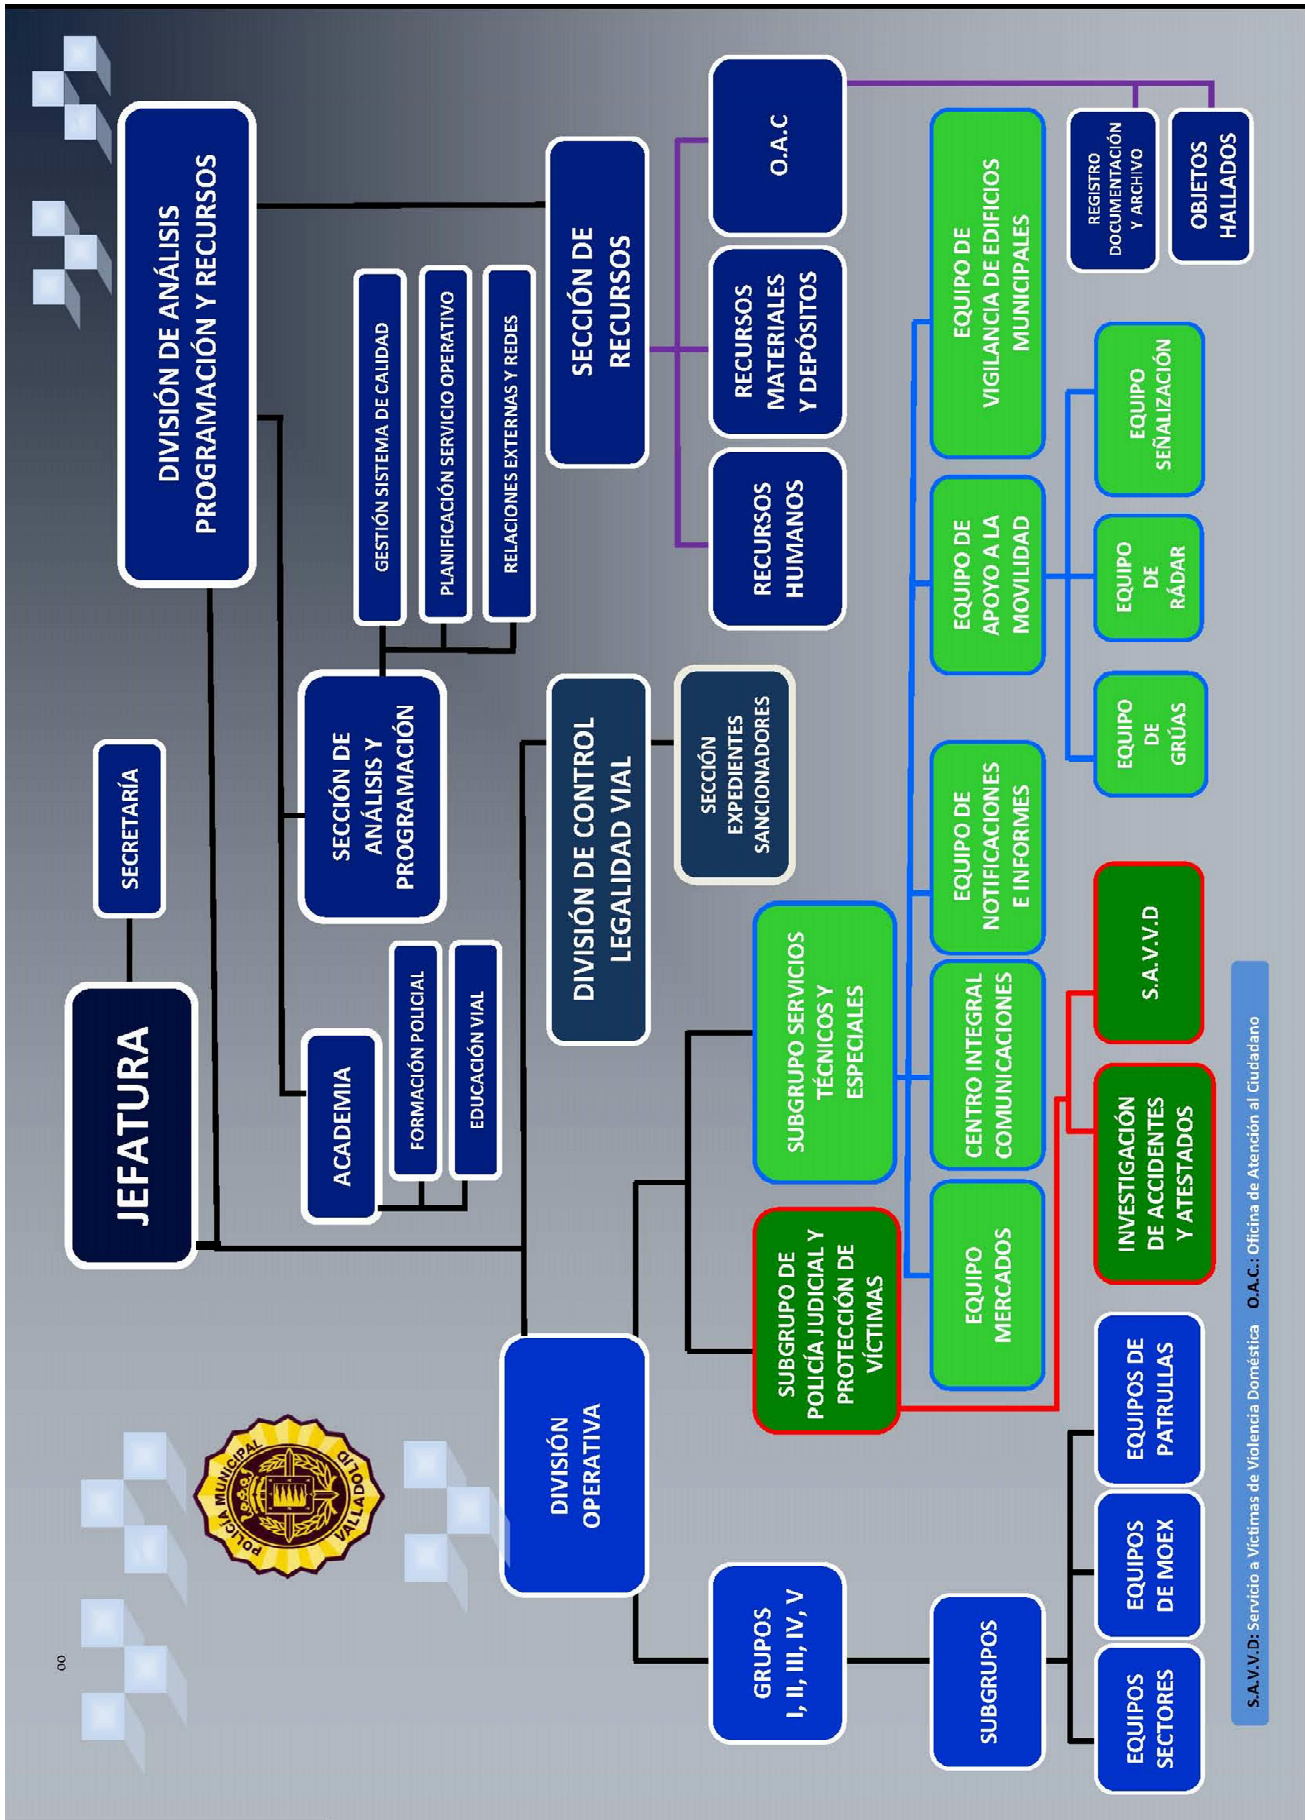 8
JEFATURA
SECRETARÍA
DIVISIÓN DE ANÁLISIS
PROGRAMACIÓN Y RECURSOS
POLICÍA MUNICIPAL
VALLADOLID
ACADEMIA
FORMACIÓN POLICIAL
EDUCACIÓN VIAL
SECCIÓN DE
ANÁLISIS Y
PROGRAMACIÓN
GESTIÓN SISTEMA DE CALIDAD
PLANIFICACIÓN SERVICIO OPERATIVO
RELACIONES EXTERNAS Y REDES
DIVISIÓN
OPERATIVA
DIVISIÓN DE CONTROL
LEGALIDAD VIAL
SECCIÓN DE
RECURSOS
SECCIÓN
EXPEDIENTES
SANCIONADORES
GRUPOS
I, II, III, IV, V
SUBGRUPO DE
POLICÍA JUDICIAL Y
PROTECCIÓN DE
VÍCTIMAS
SUBGRUPO SERVICIOS
TÉCNICOS Y
ESPECIALES
RECURSOS
HUMANOS
RECURSOS
MATERIALES
Y DEPÓSITOS
O.A.C
SUBGRUPOS
EQUIPO
MERCADOS
CENTRO INTEGRAL
COMUNICACIONES
EQUIPO DE
NOTIFICACIONES
E INFORMES
EQUIPO DE
APOYO A LA
MOVILIDAD
EQUIPO DE
VIGILANCIA DE EDIFICIOS
MUNICIPALES
REGISTRO
DOCUMENTACIÓN
Y ARCHIVO
OBJETOS
HALLADOS
EQUIPOS
SECTORES
EQUIPOS
DE MOEX
EQUIPOS DE
PATRULLAS
INVESTIGACIÓN
DE ACCIDENTES
Y ATESTADOS
S.A.V.V.D
EQUIPO
DE
GRÚAS
EQUIPO
DE
RÁDAR
EQUIPO
SEÑALIZACIÓN
S.A.V.V.D: Servicio a Víctimas de Violencia Doméstica O.A.C.: Oficina de Atención al Ciudadano